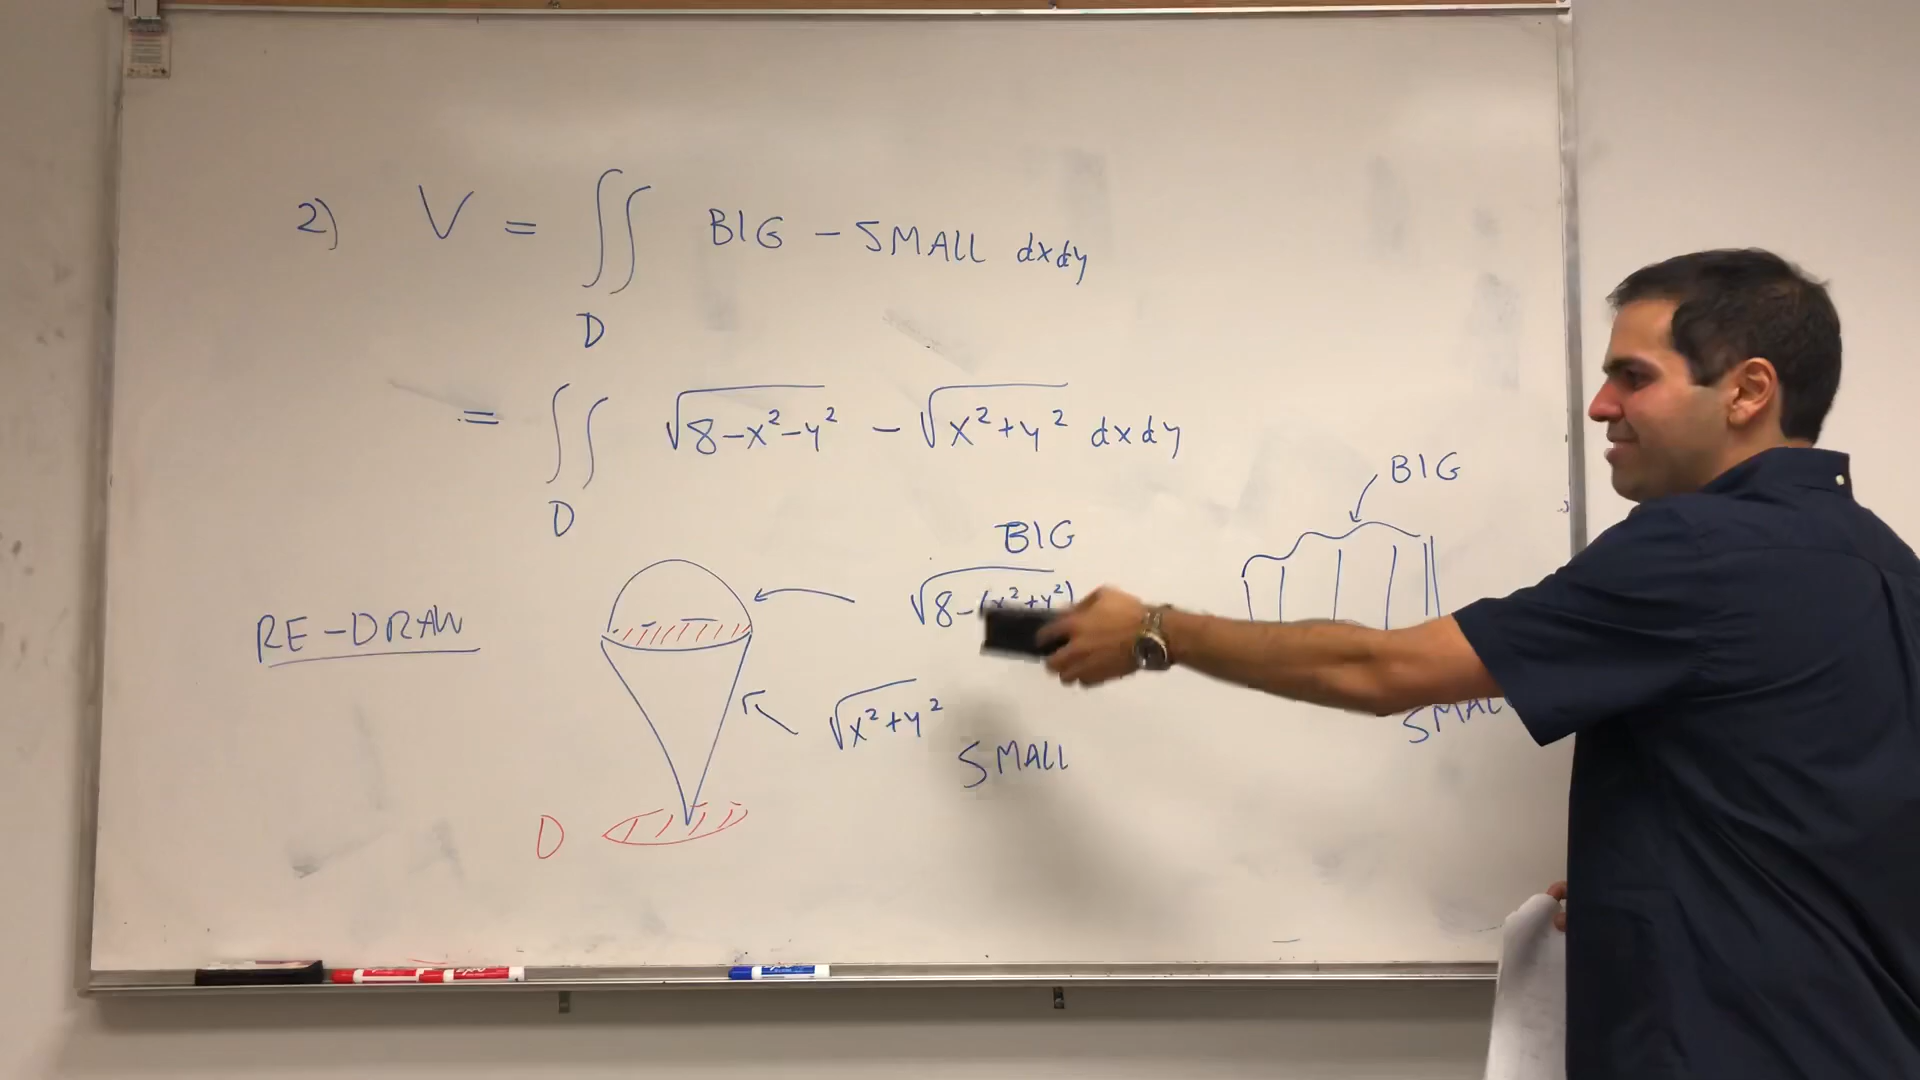 2) V = ∬ BIG - SMALL dxdy
D
= ∬ √8-x²-y² - √x²+y² dxdy
D
BIG
BIG
√8-(x²+y²)
RE-DRAW
√x²+y²
SMALL
SMALL
D